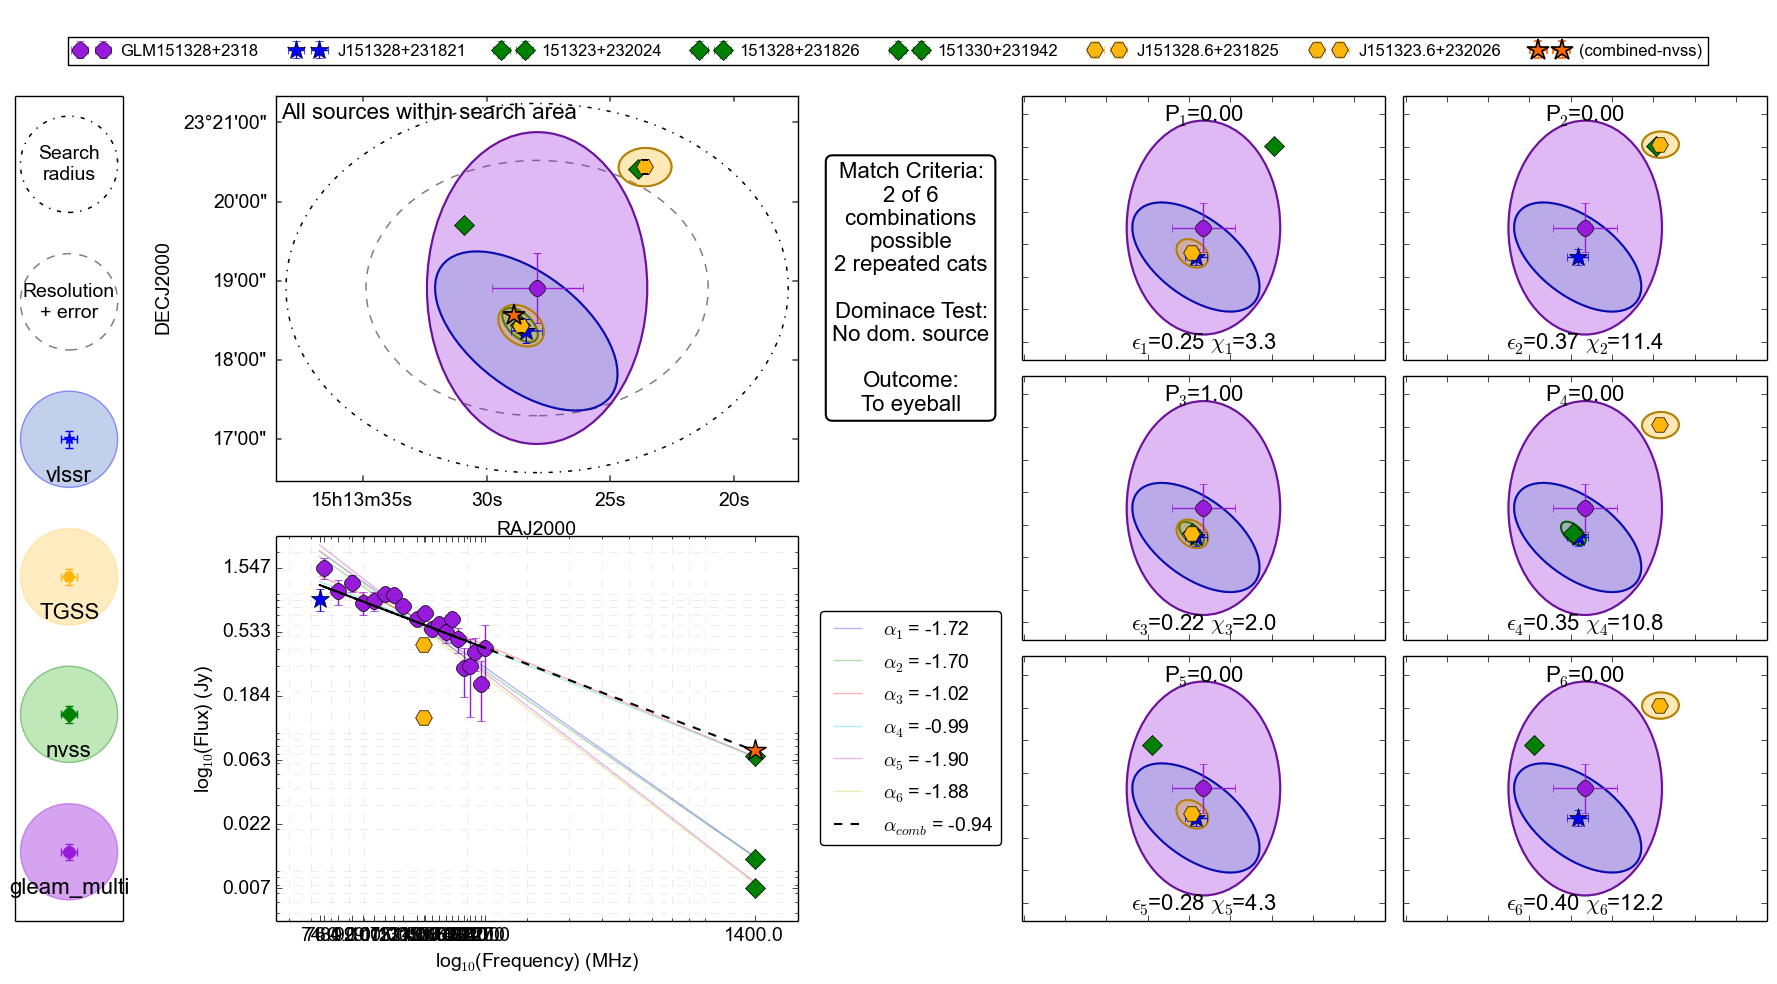 GLM151328+2318 J151328+231821 151323+232024 151328+231826 151330+231942 J151328.6+231825 J151323.6+232026 (combined-nvss)
Search
radius
Resolution
+ error
vlssr
TGSS
nvss
gleam_multi
All sources within search area
DECJ2000
23°21'00"
20'00"
19'00"
18'00"
17'00"
15h13m35s 30s 25s 20s
RAJ2000
Match Criteria:
2 of 6
combinations
possible
2 repeated cats
Dominace Test:
No dom. source
Outcome:
To eyeball
log10(Flux) (Jy)
1.547
0.533
0.184
0.063
0.022
0.007
1400.0
log10(Frequency) (MHz)
α1 = -1.72
α2 = -1.70
α3 = -1.02
α4 = -0.99
α5 = -1.90
α6 = -1.88
αcomb = -0.94
P1=0.00
ϵ1=0.25 χ1=3.3
P2=0.00
ϵ2=0.37 χ2=11.4
P3=1.00
ϵ3=0.22 χ3=2.0
P4=0.00
ϵ4=0.35 χ4=10.8
P5=0.00
ϵ5=0.28 χ5=4.3
P6=0.00
ϵ6=0.40 χ6=12.2